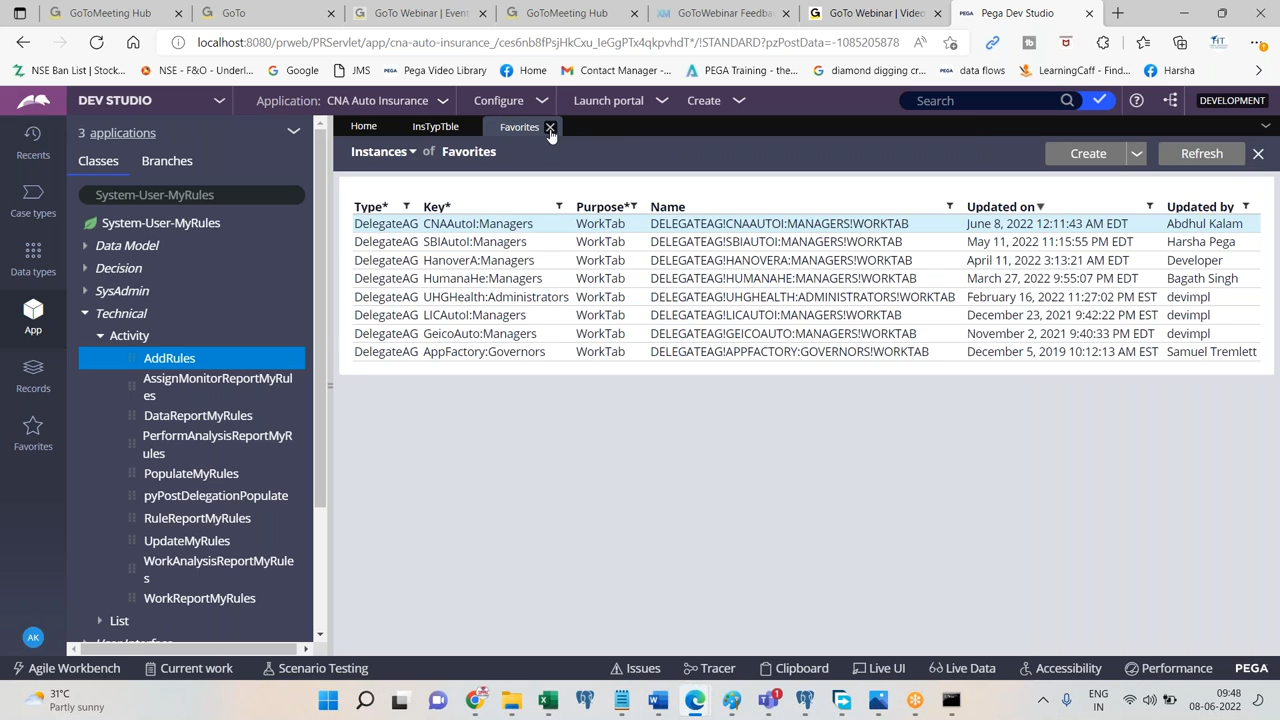 GoToMeeting Hub
GoTo
GoTo Webinar | Event
GoToMeeting Hub
GoToWebinar Feedba
GoTo Webinar | Video
PEGA Pega Dev Studio
localhost:8080/prweb/PRServlet/app/cna-auto-insurance_/ces6nb8fPsjHkCxu_IeGgPTx4qkpvhdT*/!STANDARD?pzPostData=-1085205878
NSE Ban List | Stock...
NSE - F&O - Underl...
Google
JMS
PEGA Pega Video Library
Home
Contact Manager -...
PEGA Training - the...
diamond digging cr...
PEGA data flows
LearningCaff - Find...
Harsha
DEV STUDIO
Application: CNA Auto Insurance
Configure
Launch portal
Create
Search
DEVELOPMENT
Recents
Case types
Data types
App
Records
Favorites
AK
3 applications
Classes
Branches
System-User-MyRules
System-User-MyRules
Data Model
Decision
SysAdmin
Technical
Activity
AddRules
AssignMonitorReportMyRul
es
DataReportMyRules
PerformAnalysisReportMyR
ules
PopulateMyRules
pyPostDelegationPopulate
RuleReportMyRules
UpdateMyRules
WorkAnalysisReportMyRule
s
WorkReportMyRules
List
Home
InsTypTble
Favorites
Instances of Favorites
Create
Refresh
Type* Key* Purpose* Name Updated on Updated by
DelegateAG CNAAutoI:Managers WorkTab DELEGATEAG!CNAAUTOI:MANAGERS!WORKTAB June 8, 2022 12:11:43 AM EDT Abdhul Kalam
DelegateAG SBIAutoI:Managers WorkTab DELEGATEAG!SBIAUTOI:MANAGERS!WORKTAB May 11, 2022 11:15:55 PM EDT Harsha Pega
DelegateAG HanoverA:Managers WorkTab DELEGATEAG!HANOVERA:MANAGERS!WORKTAB April 11, 2022 3:13:21 AM EDT Developer
DelegateAG HumanaHe:Managers WorkTab DELEGATEAG!HUMANAHE:MANAGERS!WORKTAB March 27, 2022 9:55:07 PM EDT Bagath Singh
DelegateAG UHGHealth:Administrators WorkTab DELEGATEAG!UHGHEALTH:ADMINISTRATORS!WORKTAB February 16, 2022 11:27:02 PM EST devimpl
DelegateAG LICAutoI:Managers WorkTab DELEGATEAG!LICAUTOI:MANAGERS!WORKTAB December 23, 2021 9:42:22 PM EST devimpl
DelegateAG GeicoAuto:Managers WorkTab DELEGATEAG!GEICOAUTO:MANAGERS!WORKTAB November 2, 2021 9:40:33 PM EDT devimpl
DelegateAG AppFactory:Governors WorkTab DELEGATEAG!APPFACTORY:GOVERNORS!WORKTAB December 5, 2019 10:12:13 AM EST Samuel Tremlett
Agile Workbench
Current work
Scenario Testing
Issues
Tracer
Clipboard
Live UI
Live Data
Accessibility
Performance
PEGA
31°C
Partly sunny
ENG
IN
09:48
08-06-2022